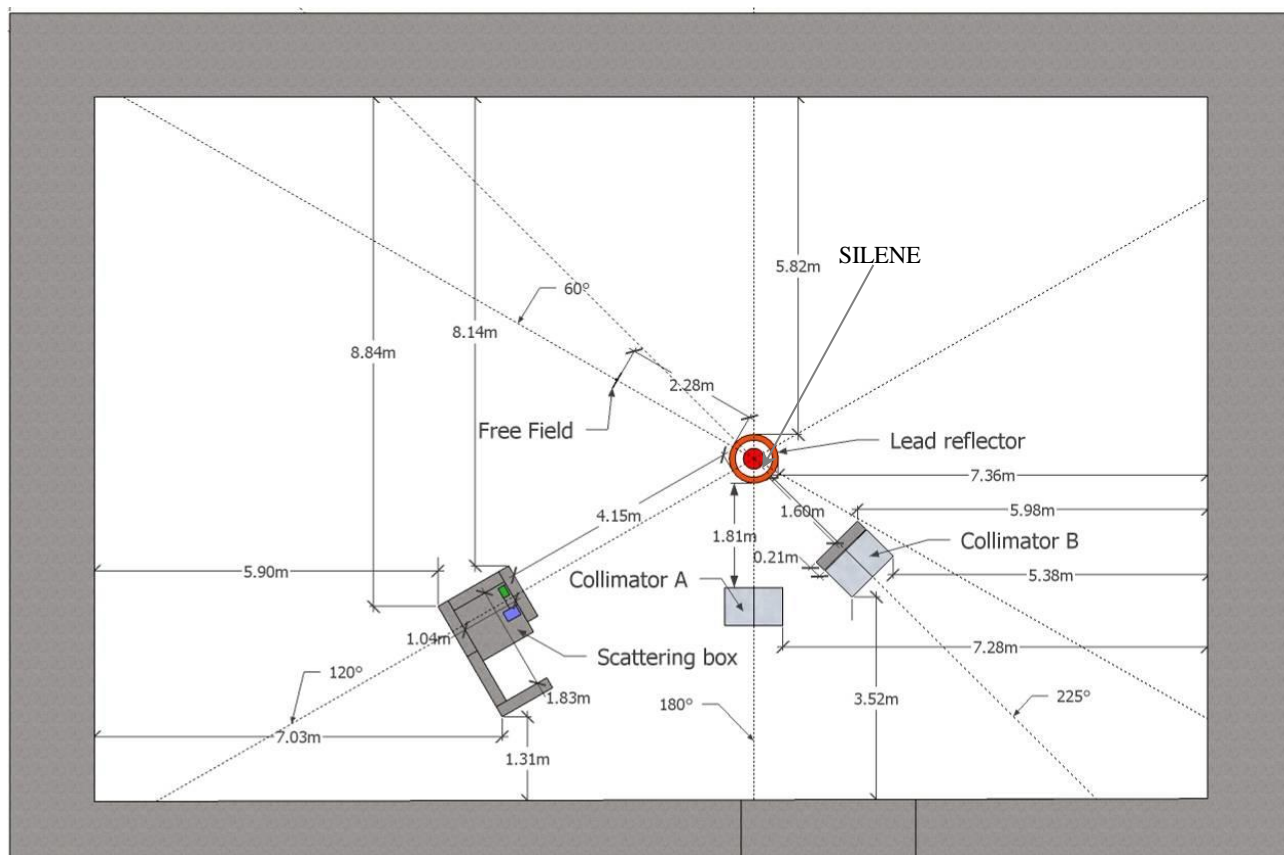 SILENE
5.82m
60°
8.14m
8.84m
2.28m
Free Field
Lead reflector
7.36m
4.15m
1.60m
5.98m
1.81m
Collimator B
0.21m
5.90m
Collimator A
5.38m
1.04m
Scattering box
7.28m
120°
1.83m
180°
3.52m
225°
7.03m
1.31m